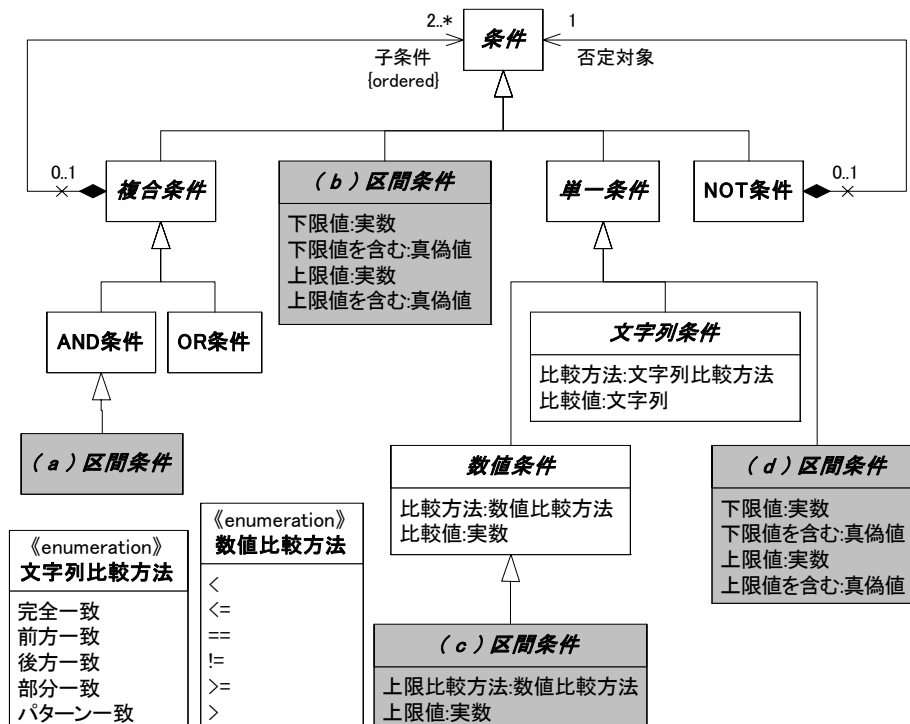 2..*
条件
1
子条件
{ordered}
否定対象
0..1
複合条件
(b)区間条件
下限値:実数
下限値を含む:真偽値
上限値:実数
上限値を含む:真偽値
単一条件
NOT条件
0..1
AND条件
OR条件
文字列条件
比較方法:文字列比較方法
比較値:文字列
(a)区間条件
数値条件
比較方法:数値比較方法
比較値:実数
(d)区間条件
下限値:実数
下限値を含む:真偽値
上限値:実数
上限値を含む:真偽値
《enumeration》
文字列比較方法
完全一致
前方一致
後方一致
部分一致
パターン一致
《enumeration》
数値比較方法
<
<=
==
!=
>=
>
(c)区間条件
上限比較方法:数値比較方法
上限値:実数